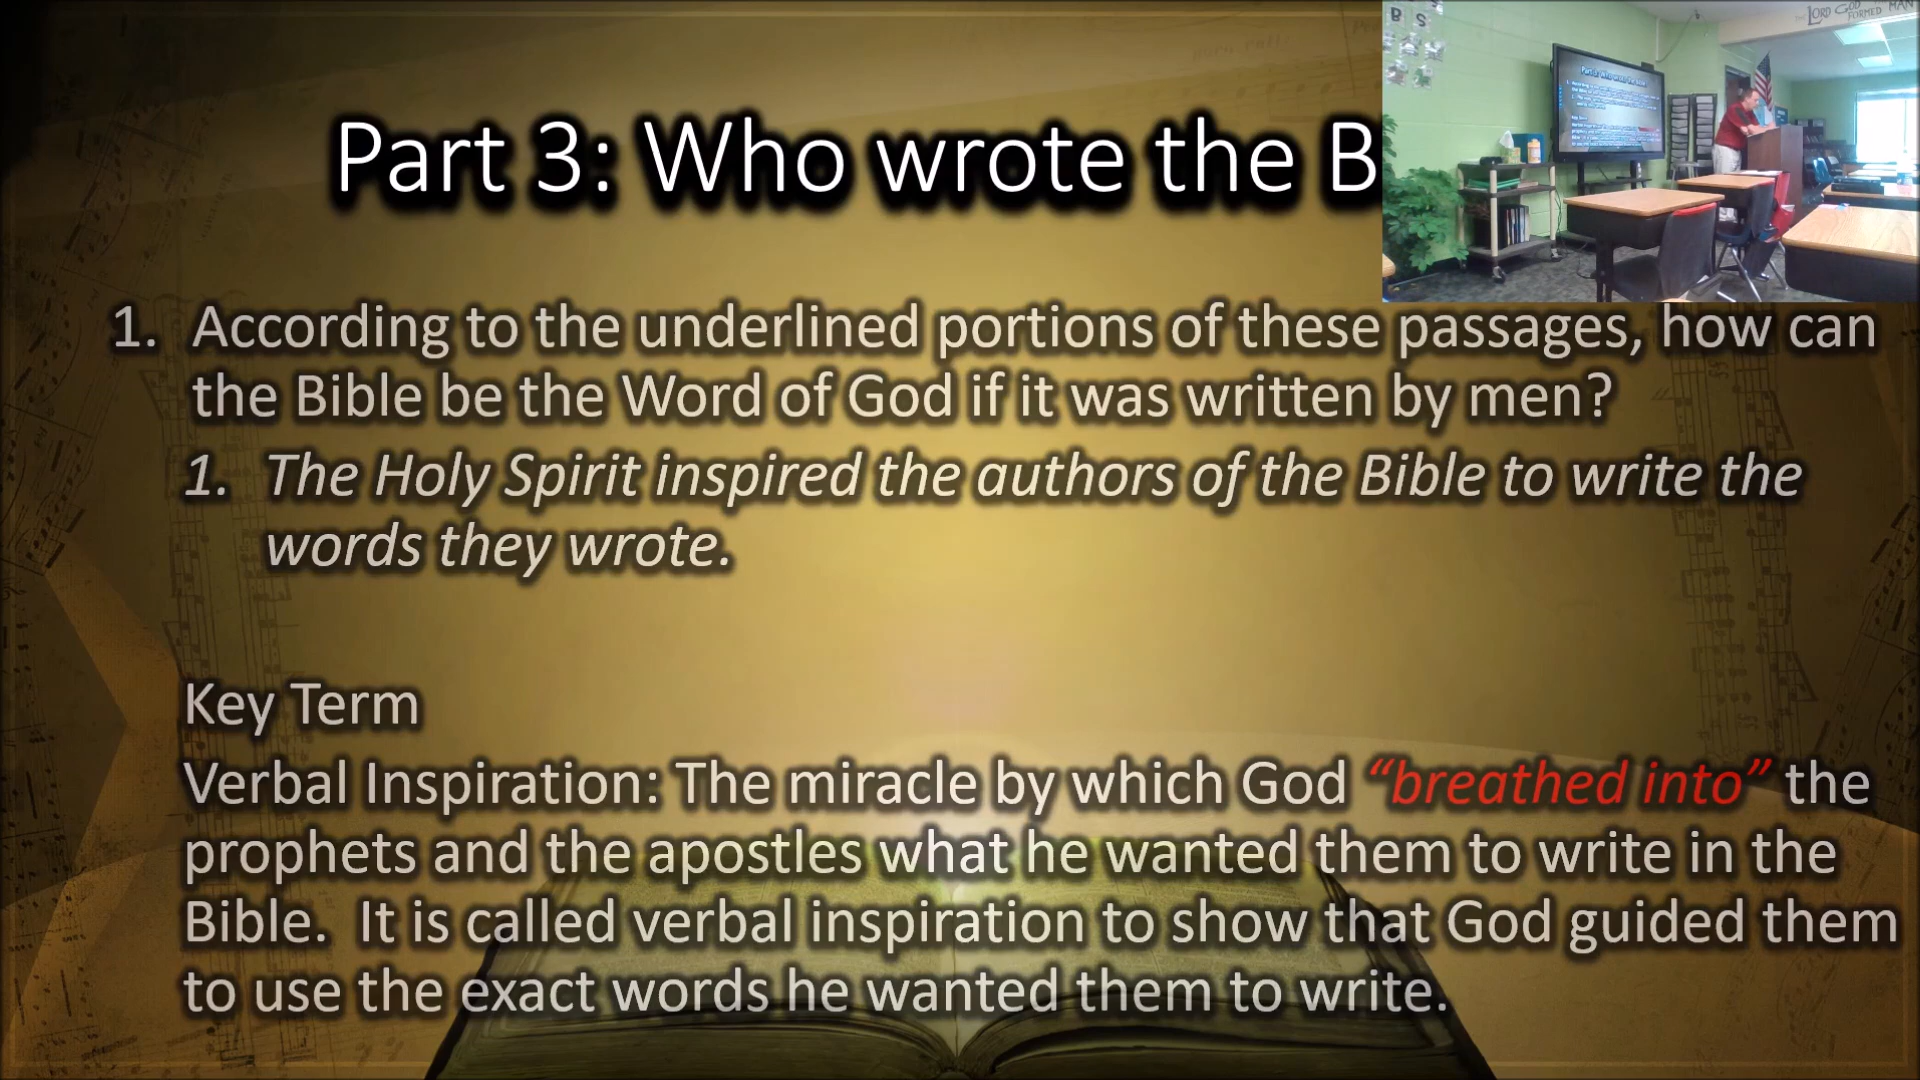 Part 3: Who wrote the B
1. According to the underlined portions of these passages, how can
the Bible be the Word of God if it was written by men?
1. The Holy Spirit inspired the authors of the Bible to write the
words they wrote.
Key Term
Verbal Inspiration: The miracle by which God “breathed into” the
prophets and the apostles what he wanted them to write in the
Bible. It is called verbal inspiration to show that God guided them
to use the exact words he wanted them to write.
B S
LORD GOD
FORMED MAN